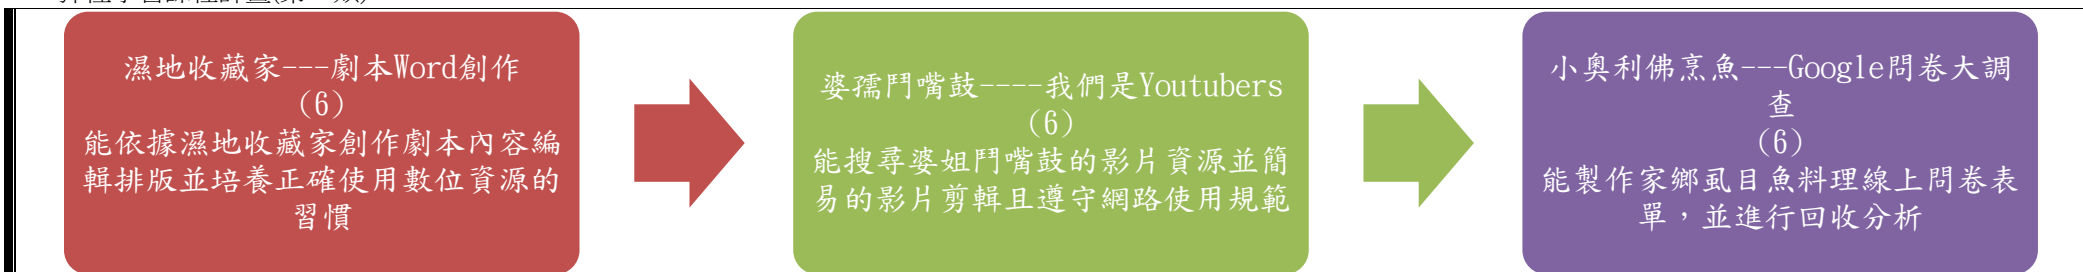 濕地收藏家---劇本Word創作
(6)
能依據濕地收藏家創作劇本內容編
輯排版並培養正確使用數位資源的
習慣
婆孺鬥嘴鼓----我們是Youtubers
(6)
能搜尋婆姐鬥嘴鼓的影片資源並簡
易的影片剪輯且遵守網路使用規範
小奧利佛烹魚---Google問卷大調
查
(6)
能製作家鄉虱目魚料理線上問卷表
單，並進行回收分析